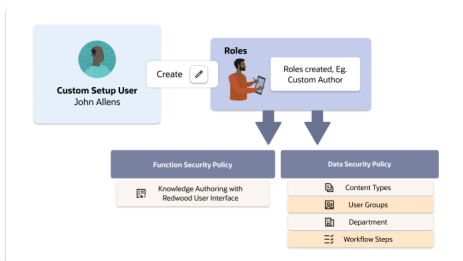 Custom Setup User
John Allens
Create
Roles
Roles created, Eg.
Custom Author
Function Security Policy
Knowledge Authoring with
Redwood User Interface
Data Security Policy
Content Types
User Groups
Department
Workflow Steps